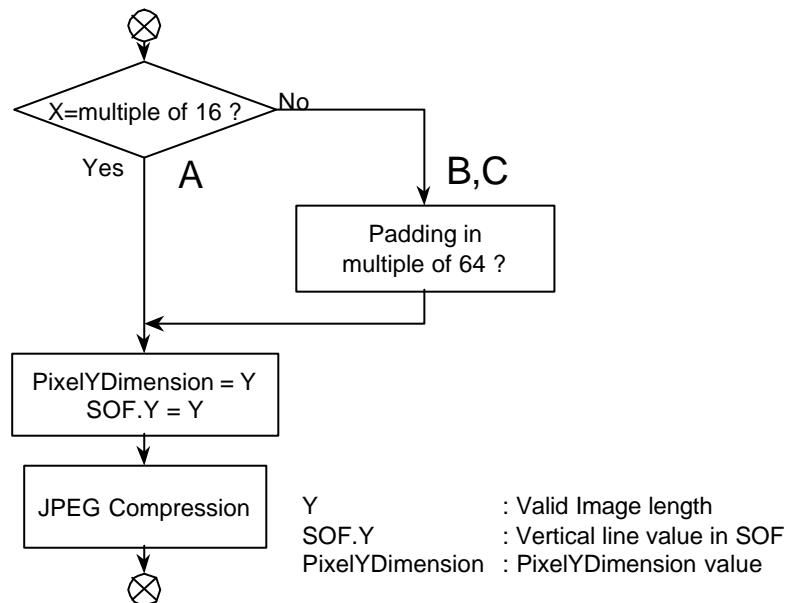 X=multiple of 16 ?
No
Yes
A
B,C
Padding in
multiple of 64 ?
PixelYDimension = Y
SOF.Y = Y
JPEG Compression
Y : Valid Image length
SOF.Y : Vertical line value in SOF
PixelYDimension : PixelYDimension value